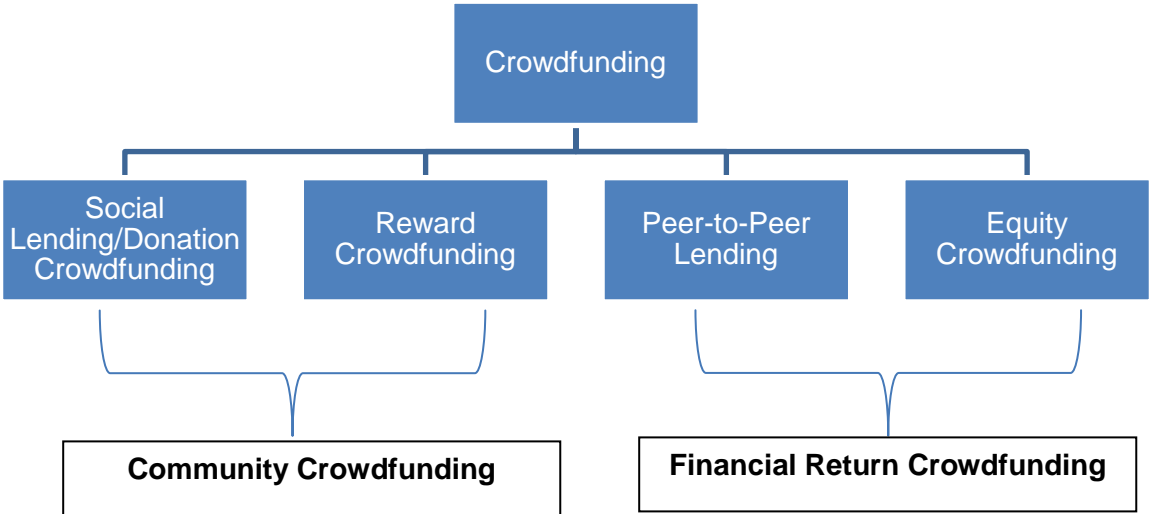 Crowdfunding
Social
Lending/Donation
Crowdfunding
Reward
Crowdfunding
Peer-to-Peer
Lending
Equity
Crowdfunding
Community Crowdfunding
Financial Return Crowdfunding